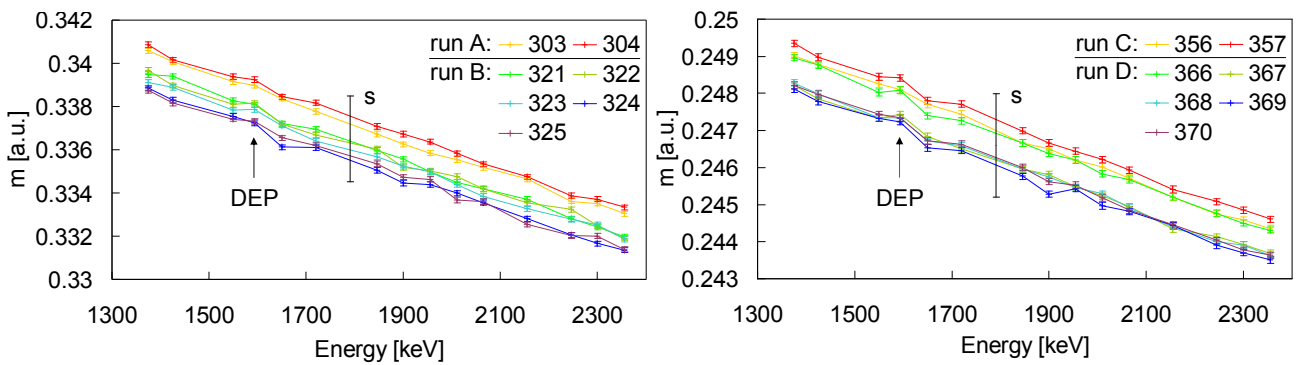 0.342
0.34
0.338
0.336
0.334
0.332
0.33
m [a.u.]
run A: 303 304
run B: 321 322
323 324
325
s
DEP
1300 1500 1700 1900 2100 2300
Energy [keV]
0.25
0.249
0.248
0.247
0.246
0.245
0.244
0.243
m [a.u.]
run C: 356 357
run D: 366 367
368 369
370
s
DEP
1300 1500 1700 1900 2100 2300
Energy [keV]